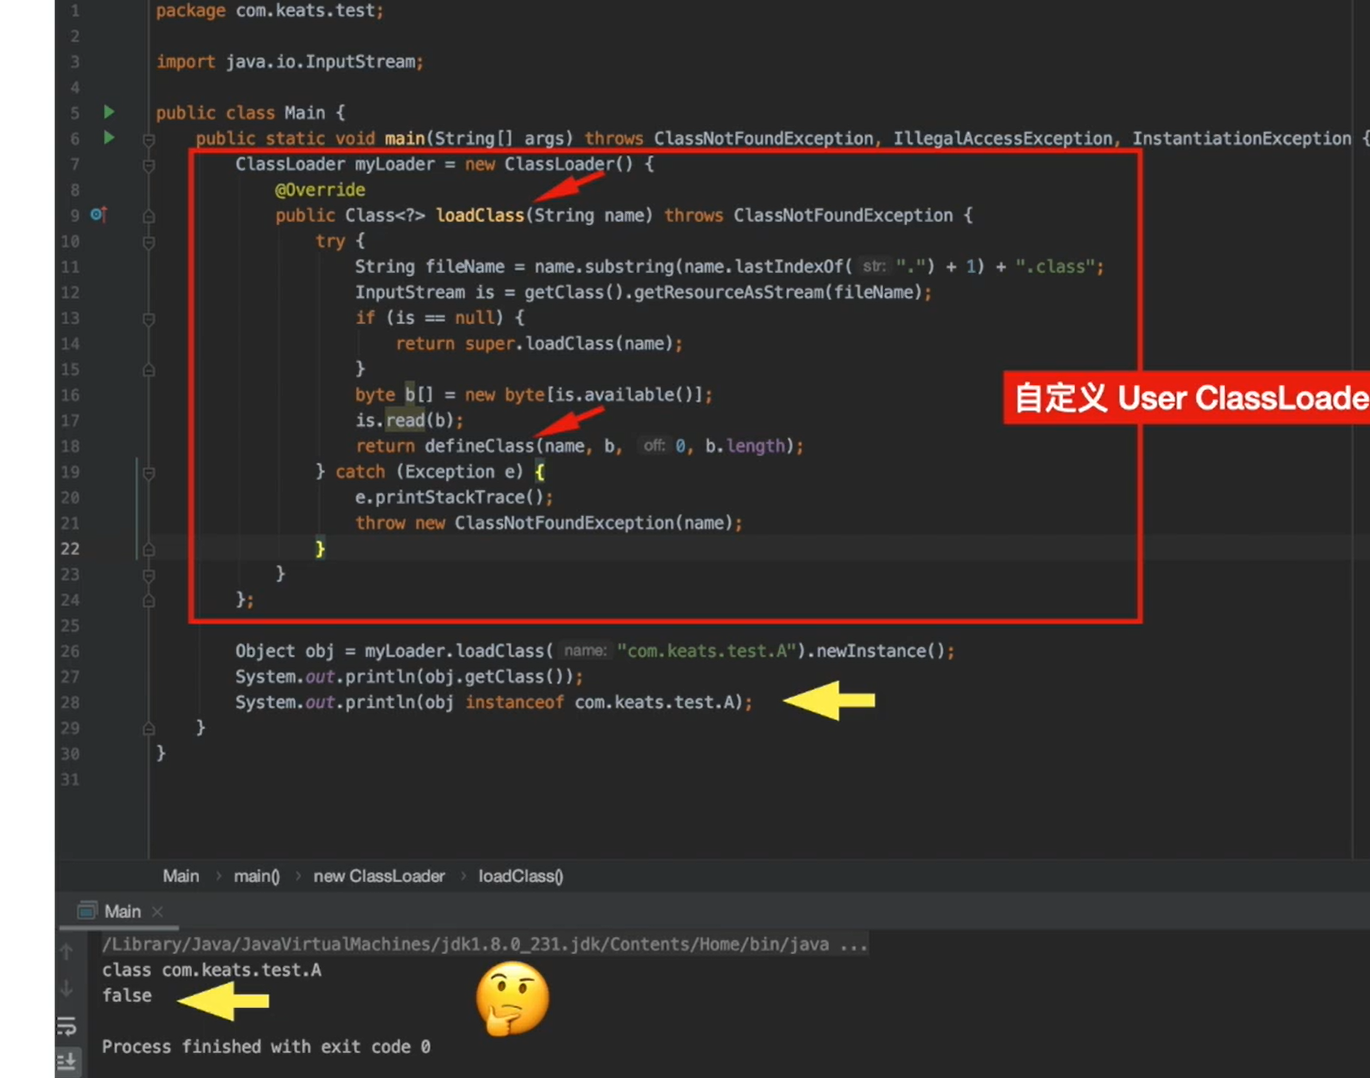 1 package com.keats.test;
2
3 import java.io.InputStream;
4
5 public class Main {
6 public static void main(String[] args) throws ClassNotFoundException, IllegalAccessException, InstantiationException {
7 ClassLoader myLoader = new ClassLoader() {
8 @Override
9 public Class<?> loadClass(String name) throws ClassNotFoundException {
10 try {
11 String fileName = name.substring(name.lastIndexOf( str: ".") + 1) + ".class";
12 InputStream is = getClass().getResourceAsStream(fileName);
13 if (is == null) {
14 return super.loadClass(name);
15 }
16 byte b[] = new byte[is.available()];
17 is.read(b);
18 return defineClass(name, b, off: 0, b.length);
19 } catch (Exception e) {
20 e.printStackTrace();
21 throw new ClassNotFoundException(name);
22 }
23 }
24 };
25
26 Object obj = myLoader.loadClass( name: "com.keats.test.A").newInstance();
27 System.out.println(obj.getClass());
28 System.out.println(obj instanceof com.keats.test.A);
29 }
30 }
31
自定义 User ClassLoade
Main > main() > new ClassLoader > loadClass()
Main ×
/Library/Java/JavaVirtualMachines/jdk1.8.0_231.jdk/Contents/Home/bin/java ...
class com.keats.test.A
false
Process finished with exit code 0